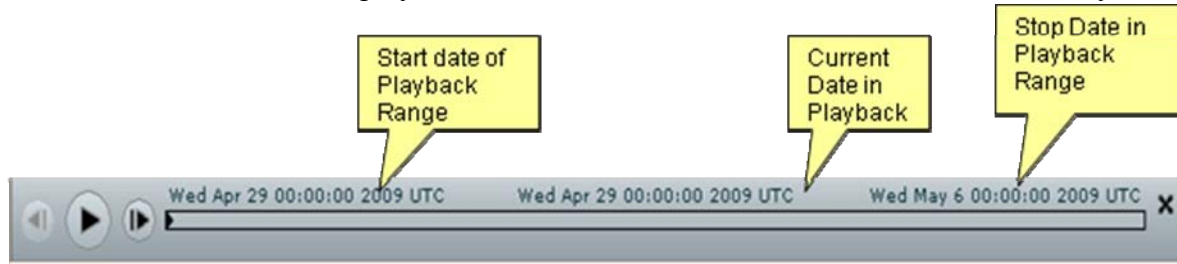 Start date of
Playback
Range
Current
Date in
Playback
Stop Date in
Playback
Range
Wed Apr 29 00:00:00 2009 UTC
Wed Apr 29 00:00:00 2009 UTC
Wed May 6 00:00:00 2009 UTC